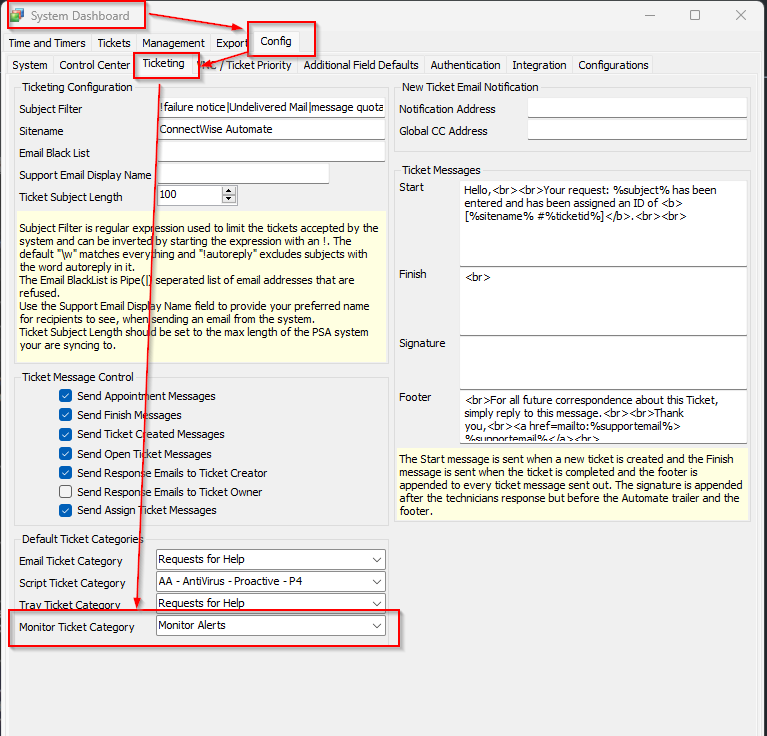 System Dashboard
Time and Timers Tickets Management Export Config
System Control Center Ticketing / Ticket Priority Additional Field Defaults Authentication Integration Configurations
Ticketing Configuration
Subject Filter !failure notice|Undelivered Mail|message quota
Sitename ConnectWise Automate
Email Black List
Support Email Display Name
Ticket Subject Length 100
Subject Filter is regular expression used to limit the tickets accepted by the
system and can be inverted by starting the expression with an !. The
default "\w" matches everything and "!autoreply" excludes subjects with
the word autoreply in it.
The Email BlackList is Pipe(|) seperated list of email addresses that are
refused.
Use the Support Email Display Name field to provide your preferred name
for recipients to see, when sending an email from the system.
Ticket Subject Length should be set to the max length of the PSA system
your are syncing to.
Ticket Message Control
Send Appointment Messages
Send Finish Messages
Send Ticket Created Messages
Send Open Ticket Messages
Send Response Emails to Ticket Creator
Send Response Emails to Ticket Owner
Send Assign Ticket Messages
Default Ticket Categories
Email Ticket Category Requests for Help
Script Ticket Category AA - AntiVirus - Proactive - P4
Tray Ticket Category Requests for Help
Monitor Ticket Category Monitor Alerts
New Ticket Email Notification
Notification Address
Global CC Address
Ticket Messages
Start
Hello,<br><br>Your request: %subject% has been
entered and has been assigned an ID of <b>
[%sitename% #%ticketid%]</b>.<br><br>
Finish
<br>
Signature
Footer
<br>For all future correspondence about this Ticket,
simply reply to this message.<br><br>Thank
you,<br><a href=mailto:%supportemail%>
%supportemail%</a><br>
The Start message is sent when a new ticket is created and the Finish
message is sent when the ticket is completed and the footer is
appended to every ticket message sent out. The signature is appended
after the technicians response but before the Automate trailer and the
footer.